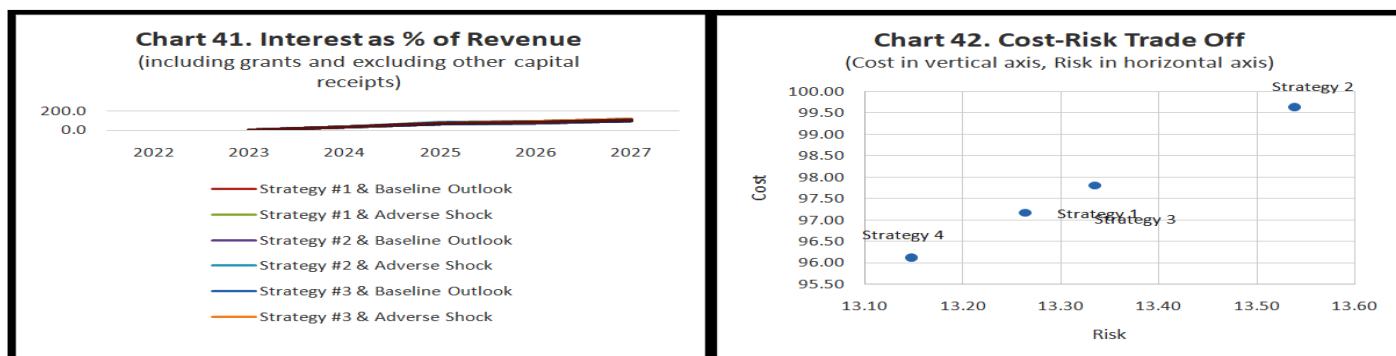 Chart 41. Interest as % of Revenue
(including grants and excluding other capital
receipts)
200.0
0.0
2022 2023 2024 2025 2026 2027
Strategy #1 & Baseline Outlook
Strategy #1 & Adverse Shock
Strategy #2 & Baseline Outlook
Strategy #2 & Adverse Shock
Strategy #3 & Baseline Outlook
Strategy #3 & Adverse Shock
Chart 42. Cost-Risk Trade Off
(Cost in vertical axis, Risk in horizontal axis)
Strategy 2
100.00
99.50
99.00
98.50
98.00
97.50
97.00
96.50
96.00
95.50
Cost
Strategy 1
Strategy 3
Strategy 4
13.10 13.20 13.30 13.40 13.50 13.60
Risk